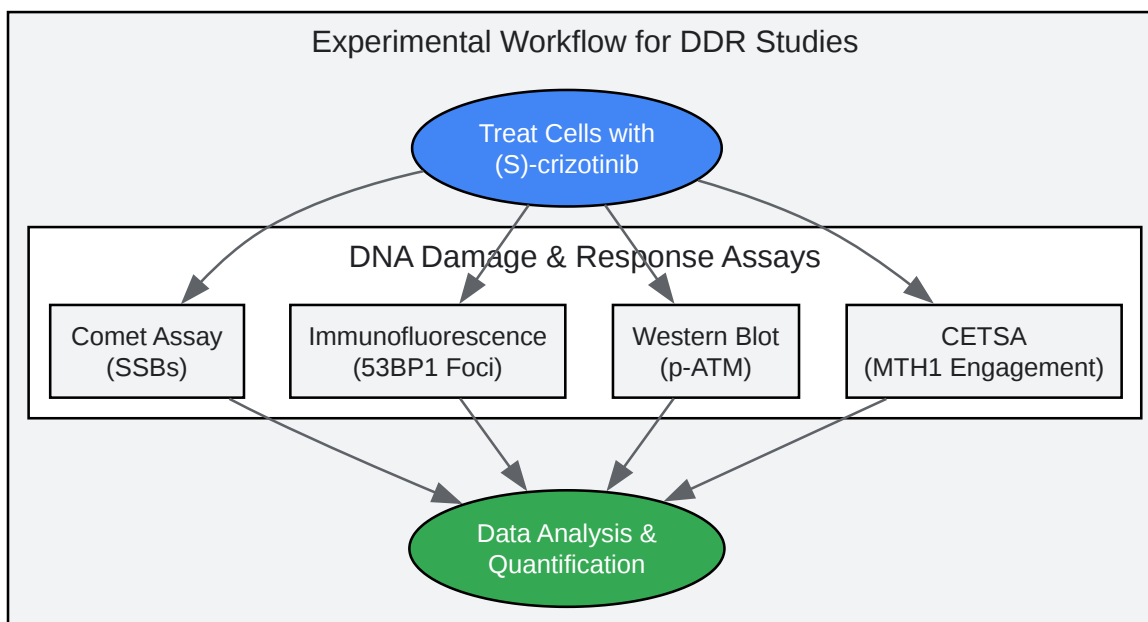 Experimental Workflow for DDR Studies
Treat Cells with
(S)-crizotinib
DNA Damage & Response Assays
Comet Assay
(SSBs)
Immunofluorescence
(53BP1 Foci)
Western Blot
(p-ATM)
CETSA
(MTH1 Engagement)
Data Analysis &
Quantification